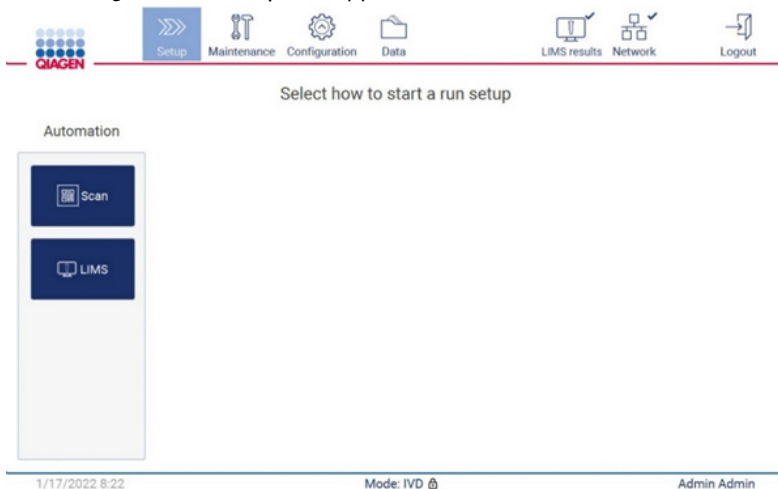 QIAGEN
Setup
Maintenance
Configuration
Data
LIMS results
Network
Logout
Select how to start a run setup
Automation
Scan
LIMS
1/17/2022 8:22
Mode: IVD
Admin Admin